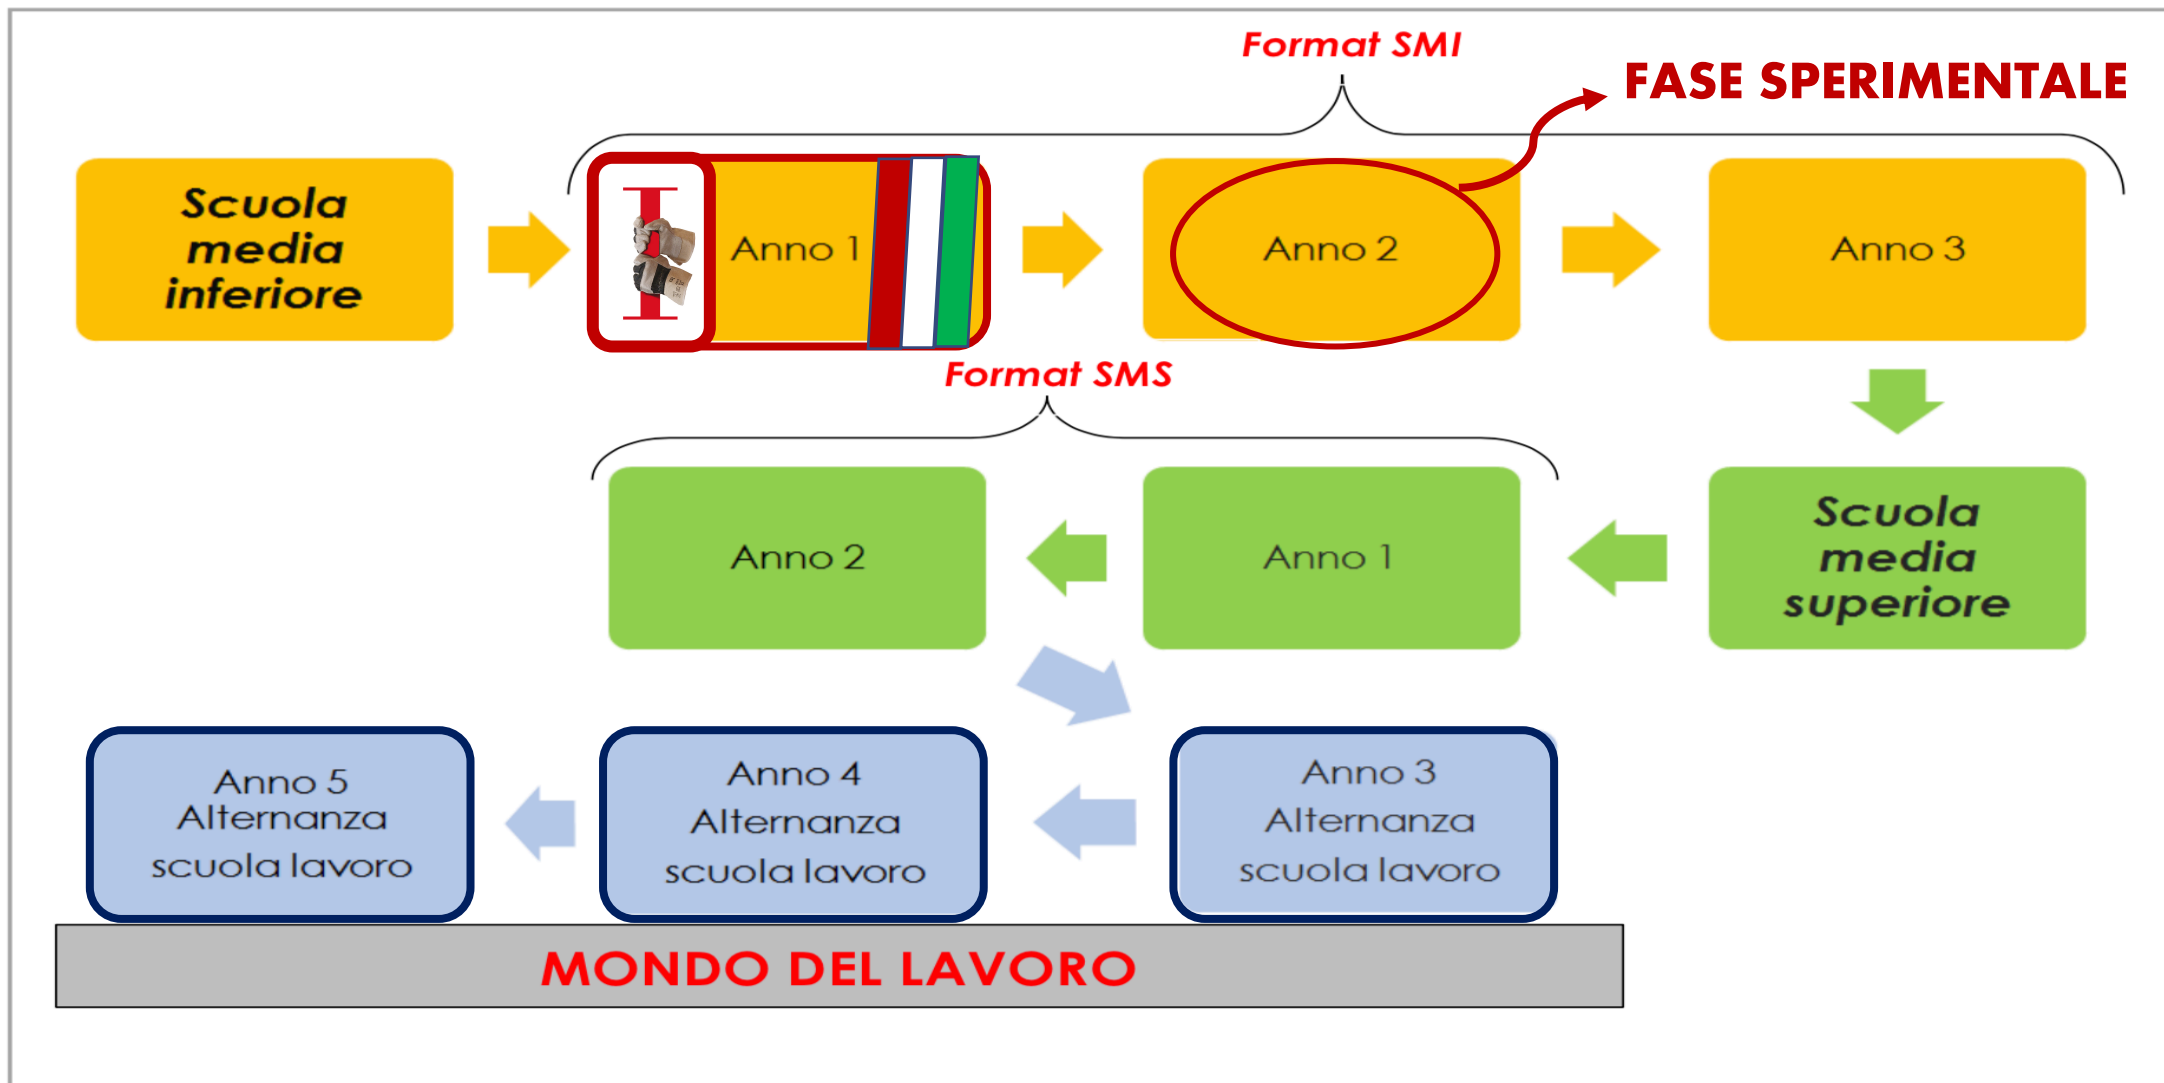 Format SMI
FASE SPERIMENTALE
Scuola
media
inferiore
Anno 1
Anno 2
Anno 3
Format SMS
Anno 2
Anno 1
Scuola
media
superiore
Anno 5
Alternanza
scuola lavoro
Anno 4
Alternanza
scuola lavoro
Anno 3
Alternanza
scuola lavoro
MONDO DEL LAVORO